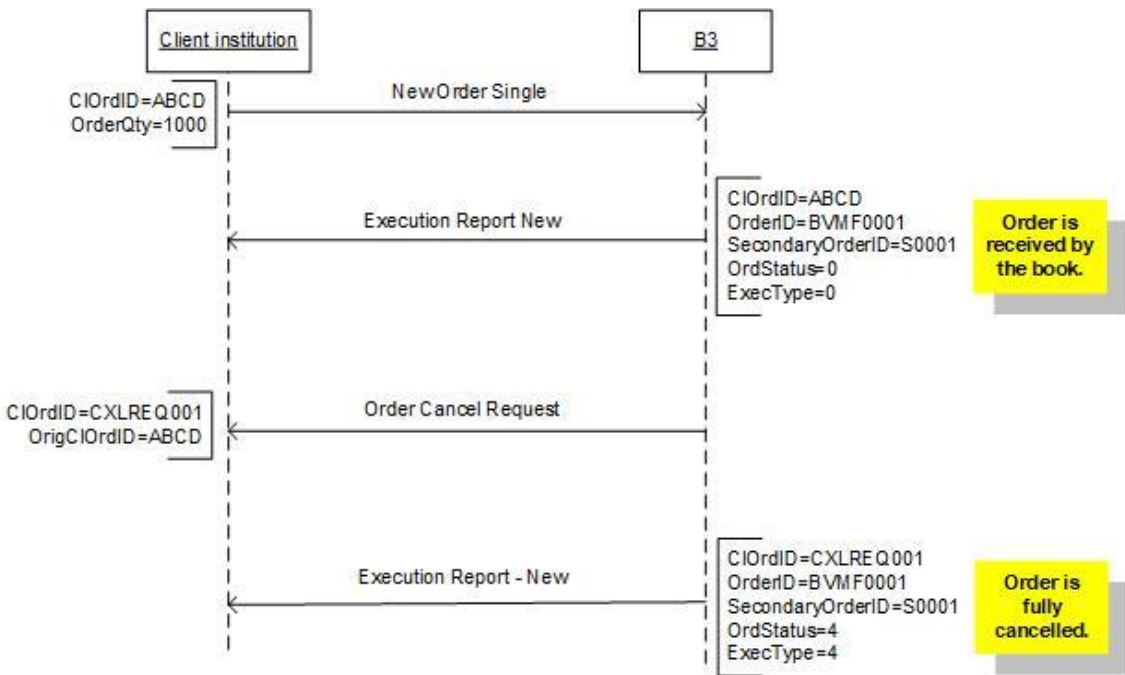 Client institution
B3
ClOrdID=ABCD
OrderQty=1000
New Order Single
Execution Report New
ClOrdID=ABCD
OrderID=BVMF0001
SecondaryOrderID=S0001
OrdStatus=0
ExecType=0
Order is
received by
the book.
ClOrdID=CXLREQ001
OrigClOrdID=ABCD
Order Cancel Request
Execution Report - New
ClOrdID=CXLREQ001
OrderID=BVMF0001
SecondaryOrderID=S0001
OrdStatus=4
ExecType=4
Order is
fully
cancelled.